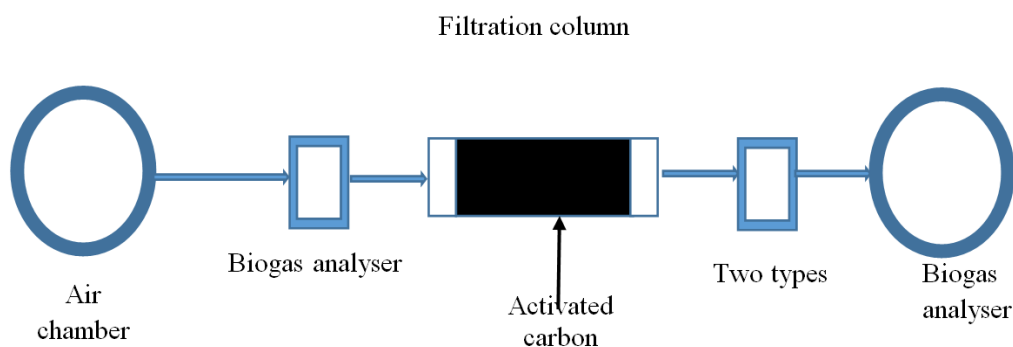 Filtration column
Biogas analyser
Two types
Biogas
analyser
Air
chamber
Activated
carbon